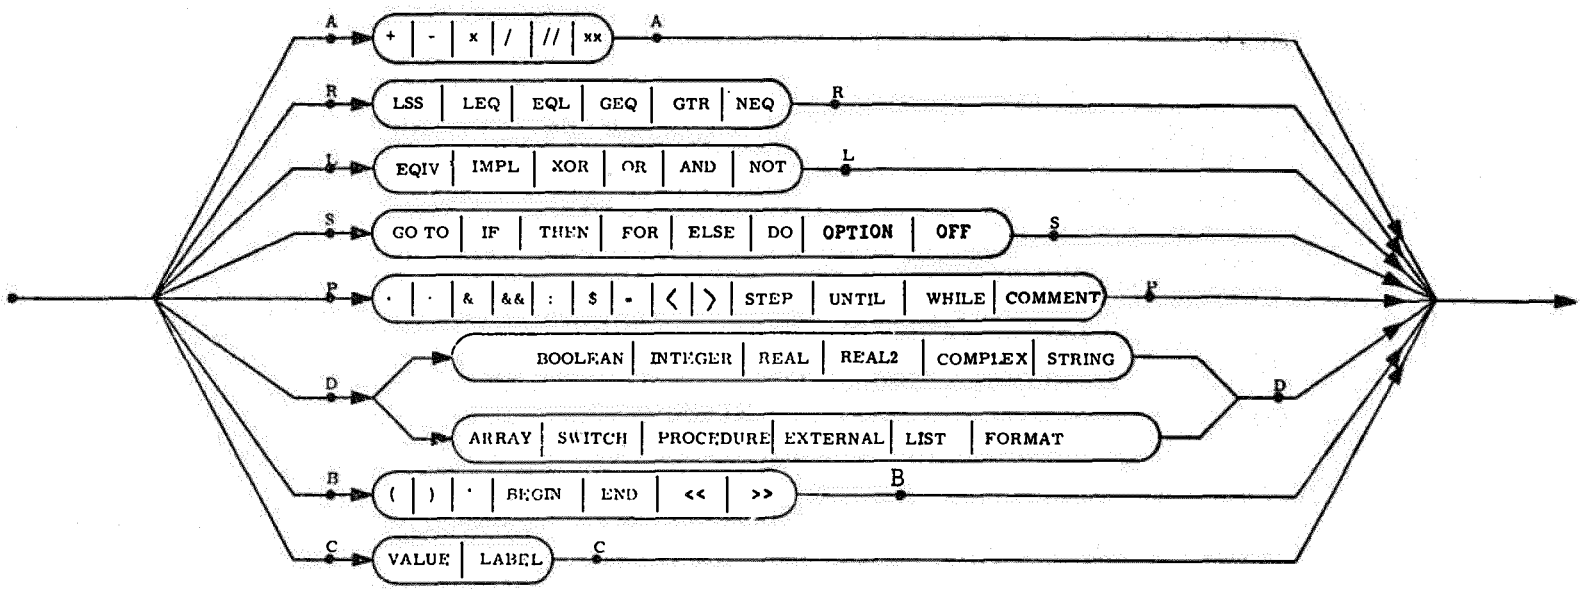 A A
+ | - | x | / | // | xx
R R
LSS | LEQ | EQL | GEQ | GTR | NEQ
L L
EQIV | IMPL | XOR | OR | AND | NOT
S S
GO TO | IF | THEN | FOR | ELSE | DO | OPTION | OFF
P P
. | . | & | && | : | $ | = | < | > | STEP | UNTIL | WHILE | COMMENT
BOOLEAN | INTEGER | REAL | REAL2 | COMPLEX | STRING
D D
ARRAY | SWITCH | PROCEDURE | EXTERNAL | LIST | FORMAT
B B
( | ) | ' | BEGIN | END | << | >>
C C
VALUE | LABEL